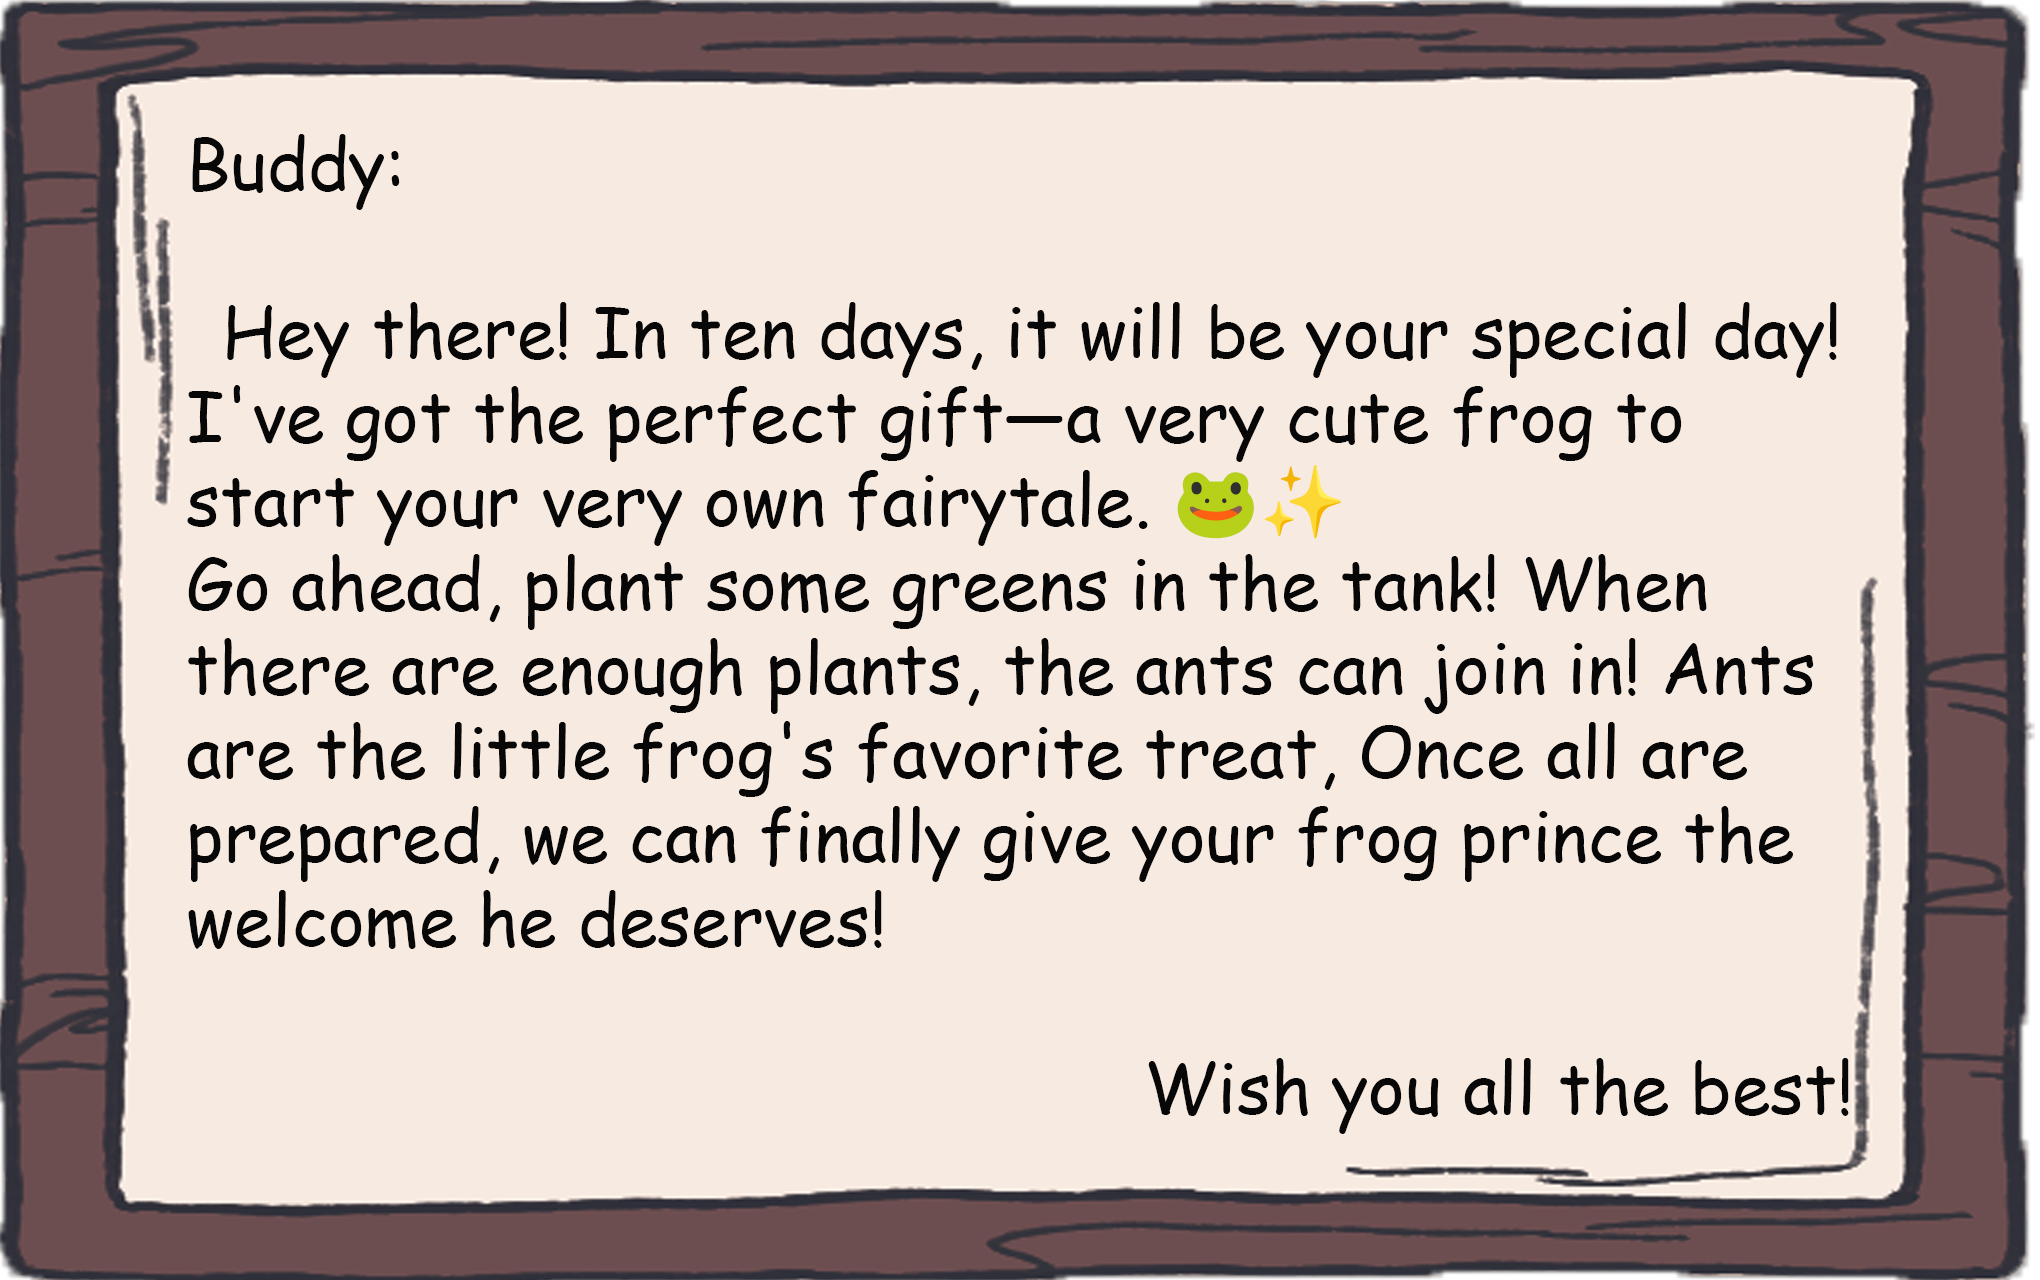 Buddy:
Hey there! In ten days, it will be your special day!
I've got the perfect gift—a very cute frog to
start your very own fairytale. 🐸✨
Go ahead, plant some greens in the tank! When
there are enough plants, the ants can join in! Ants
are the little frog's favorite treat, Once all are
prepared, we can finally give your frog prince the
welcome he deserves!
Wish you all the best!